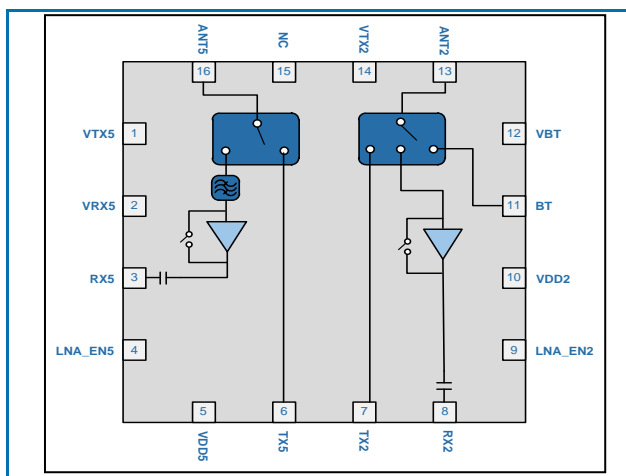 ANT5
NC
VTX2
ANT2
16
15
14
13
VTX5 1
12 VBT
VRX5 2
11 BT
RX5 3
10 VDD2
LNA_EN5 4
9 LNA_EN2
5
6
7
8
VDD5
TX5
TX2
RX2